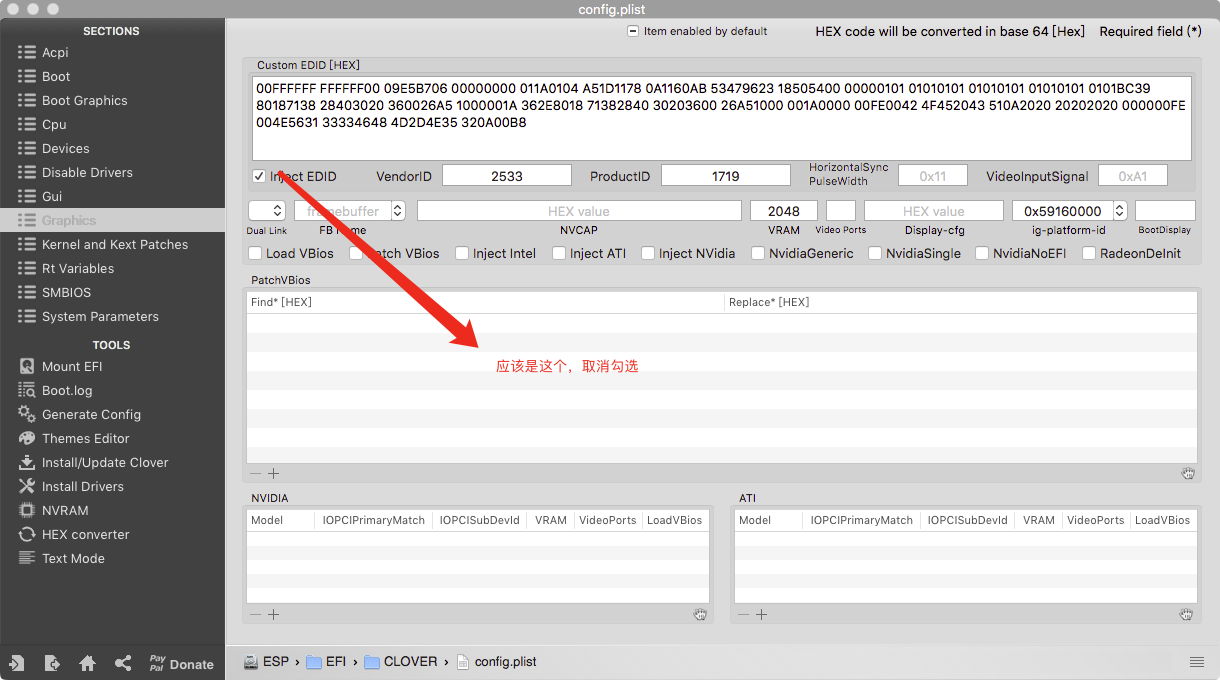 config.plist
SECTIONS
Acpi
Boot
Boot Graphics
Cpu
Devices
Disable Drivers
Gui
Graphics
Kernel and Kext Patches
Rt Variables
SMBIOS
System Parameters
TOOLS
Mount EFI
Boot.log
Generate Config
Themes Editor
Install/Update Clover
Install Drivers
NVRAM
HEX converter
Text Mode
Pay Pal Donate
Item enabled by default HEX code will be converted in base 64 [Hex] Required field (*)
Custom EDID [HEX]
00FFFFFF FFFFFF00 09E5B706 00000000 011A0104 A51D1178 0A1160AB 53479623 18505400 00000101 01010101 01010101 01010101 0101BC39
80187138 28403020 360026A5 1000001A 362E8018 71382840 30203600 26A51000 001A0000 00FE0042 4F452043 510A2020 20202020 000000FE
004E5631 33334648 4D2D4E35 320A00B8
Inject EDID VendorID 2533 ProductID 1719 HorizontalSync PulseWidth 0x11 VideoInputSignal 0xA1
framebuffer HEX value 2048 HEX value 0x59160000
Dual Link FB Name NVCAP VRAM Video Ports Display-cfg ig-platform-id BootDisplay
Load VBios Patch VBios Inject Intel Inject ATI Inject NVidia NvidiaGeneric NvidiaSingle NvidiaNoEFI RadeonDeInit
PatchVBios
Find* [HEX] Replace* [HEX]
应该是这个，取消勾选
NVIDIA
Model IOPCIPrimaryMatch IOPCISubDevId VRAM VideoPorts LoadVBios
ATI
Model IOPCIPrimaryMatch IOPCISubDevId VRAM VideoPorts LoadVBios
ESP › EFI › CLOVER › config.plist